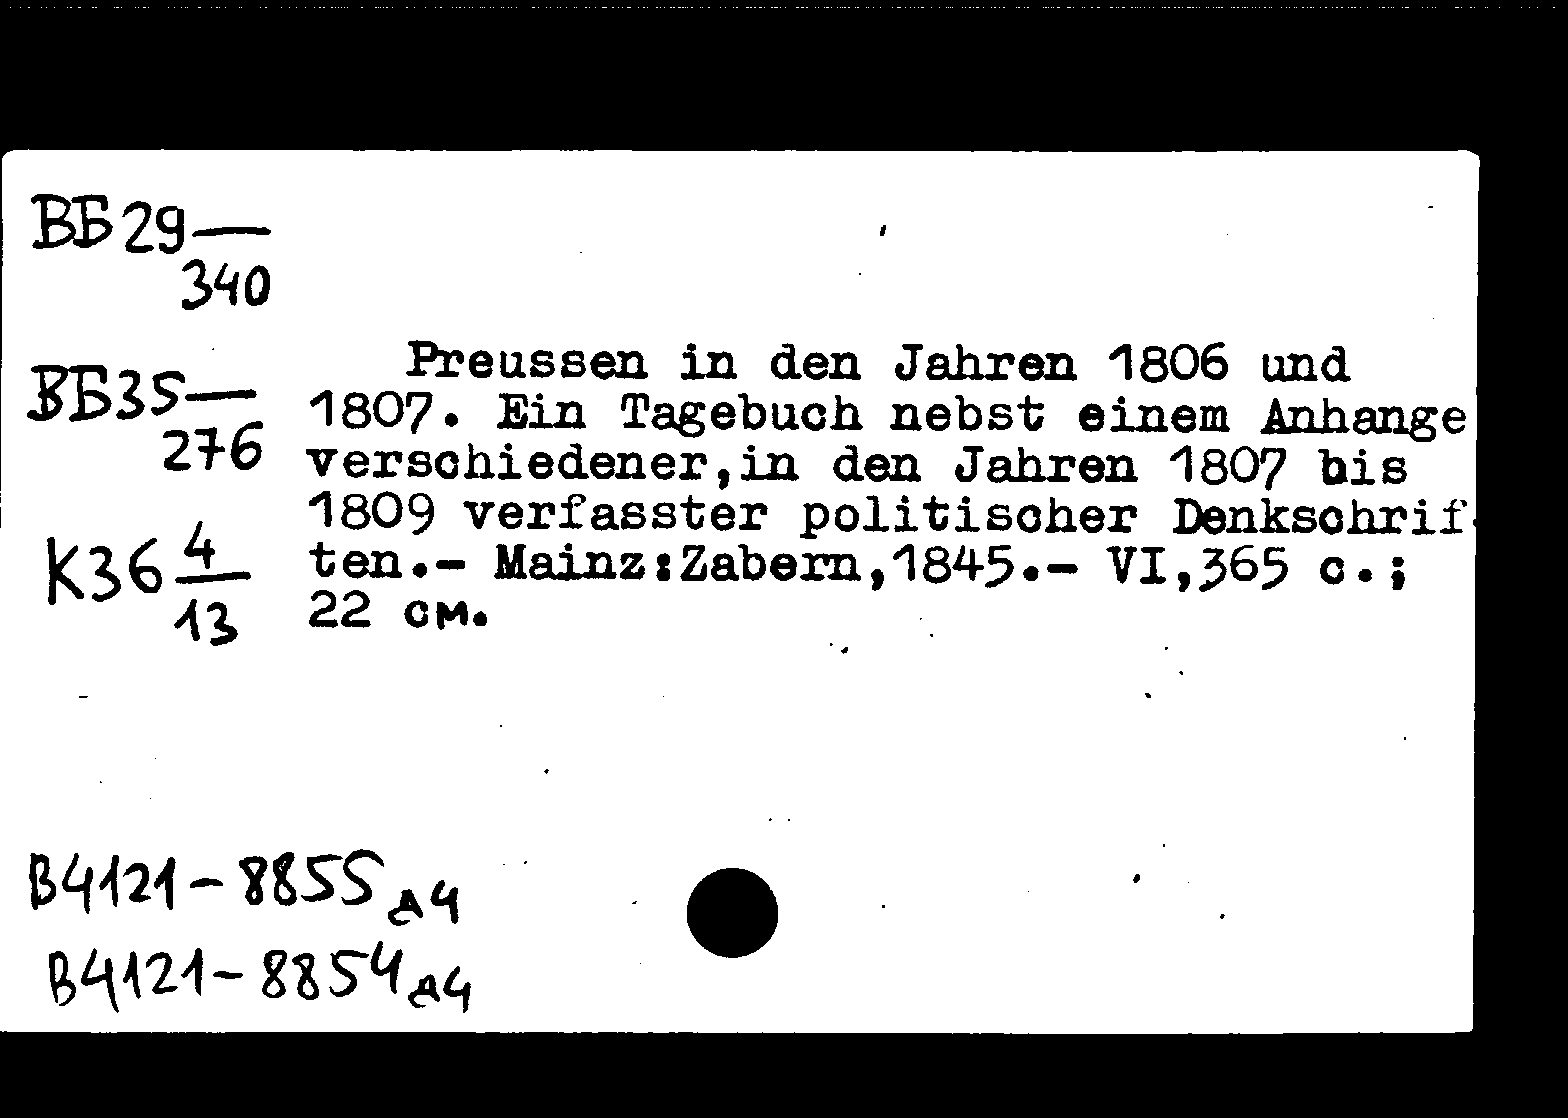 ВБ29—
340
ВБ35—
276
К36 4
13
Preussen in den Jahren 1806 und
1807. Ein Tagebuch nebst einem Anhange
verschiedener,in den Jahren 1807 bis
1809 verfasster politischer Denkschrif-
ten.- Mainz:Zabern,1845.- VI,365 с.;
22 см.
В4121-8855 д4
В4121-8854 д4